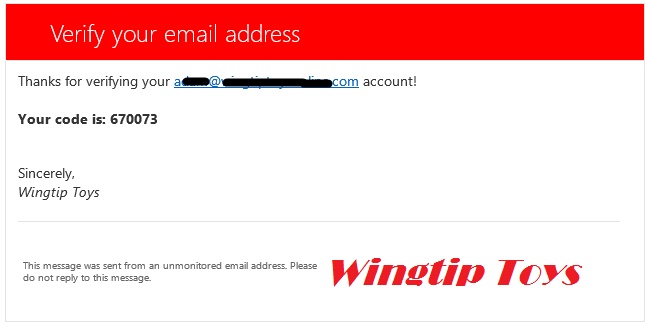 Verify your email address
Thanks for verifying your @ .com account!
Your code is: 670073
Sincerely,
Wingtip Toys
This message was sent from an unmonitored email address. Please
do not reply to this message.
Wingtip Toys